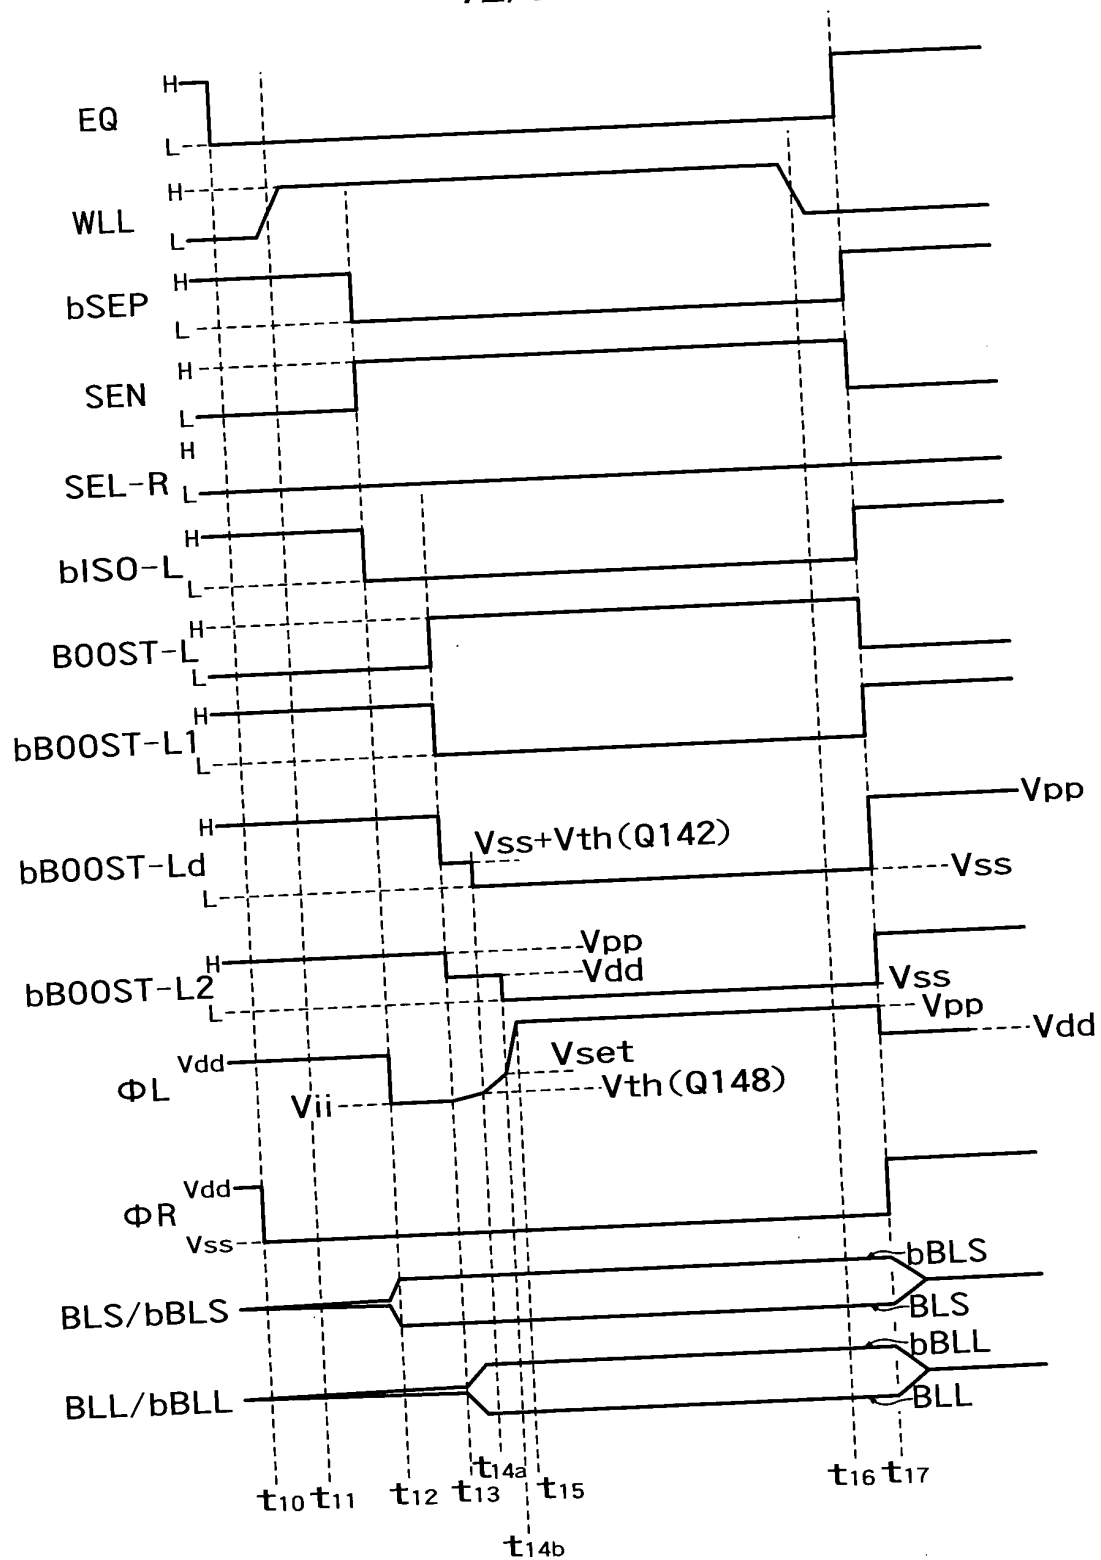 H
EQ
L
H
WLL
L
H
bSEP
L
H
SEN
L
H
SEL-R L
H
bISO-L
L
H
BOOST-L
L
H
bBOOST-L1
L
Vpp
H
Vss+Vth(Q142)
bBOOST-Ld
Vss
L
Vpp
H
Vdd
bBOOST-L2
Vss
L
Vpp
Vdd
Vdd
Vset
ΦL
Vth(Q148)
Vii
Vdd
ΦR
Vss
bBLS
BLS/bBLS
BLS
bBLL
BLL/bBLL
BLL
t10 t11 t12 t13 t14a t15 t16 t17
t14b